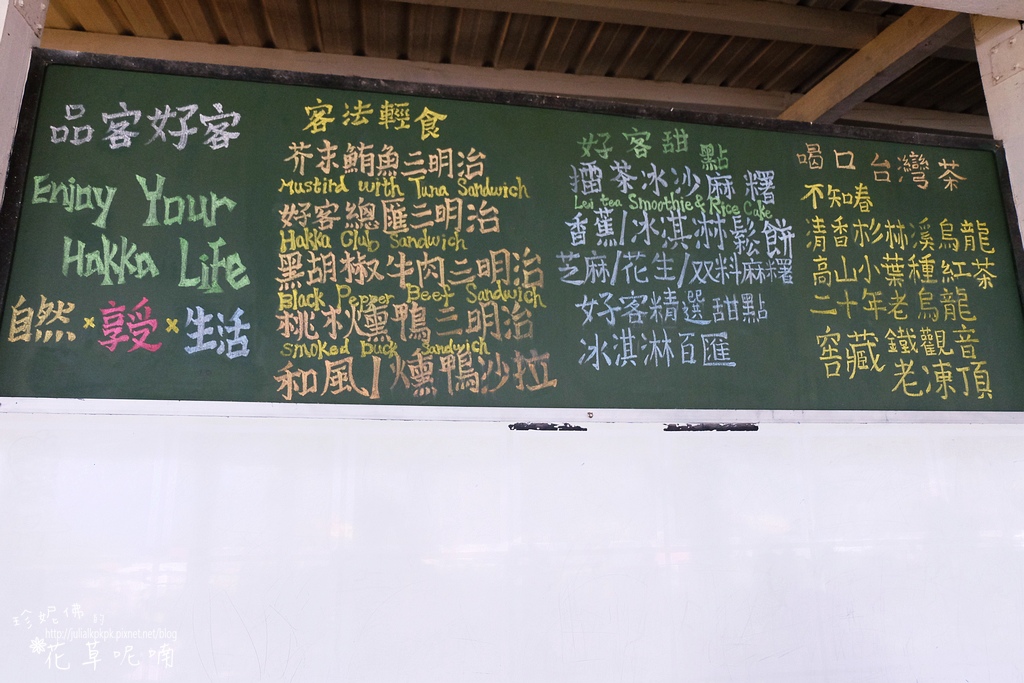 品客好客
Enjoy Your
Hakka Life
自然×享受×生活
客法輕食
芥末鮪魚三明治
Mustird with Tuna Sandwich
好客總匯三明治
Hakka Club Sandwich
黑胡椒牛肉三明治
Black Pepper Beef Sandwich
桃木燻鴨三明治
Smoked Duck Sandwich
和風/燻鴨沙拉
好客甜點
擂茶冰沙麻糬
Lei tea Smoothie & Rice Cake
香蕉/冰淇淋鬆餅
芝麻/花生/双料麻糬
好客精選甜點
冰淇淋百匯
喝口台灣茶
不知春
清香杉林溪烏龍
高山小葉種紅茶
二十年老烏龍
窖藏鐵觀音
老凍頂
珍妮佛的
http://juliaikpkpk.pixnet.net/blog
花草呢喃